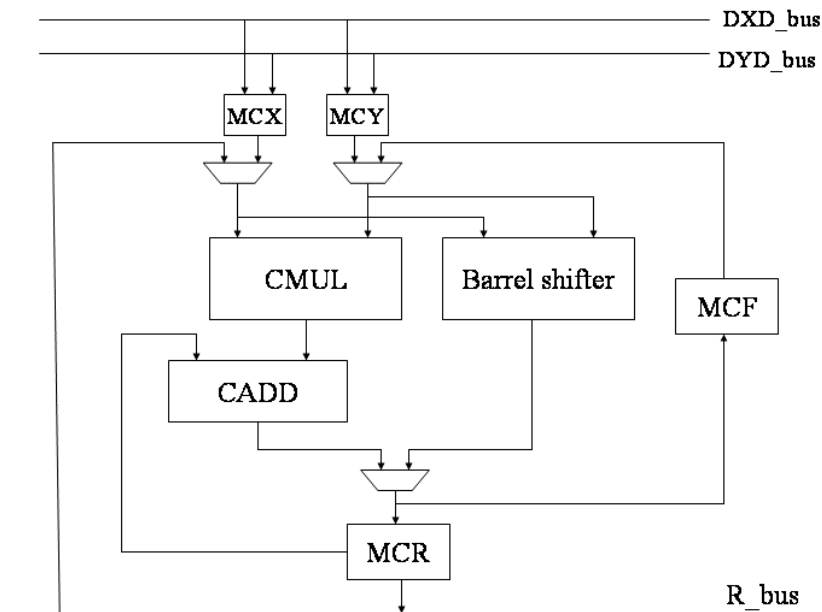 DXD_bus
DYD_bus
MCX
MCY
CMUL
Barrel shifter
MCF
CADD
MCR
R_bus